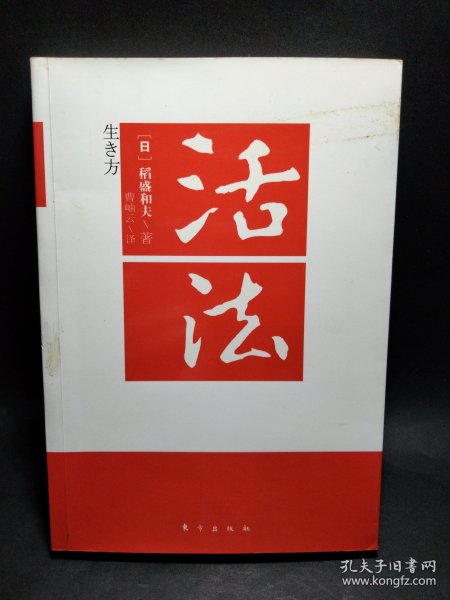 生き方
[日] 稻盛和夫\著
曹岫云\译
活
法
东方出版社
孔夫子旧书网
www.kongfz.com